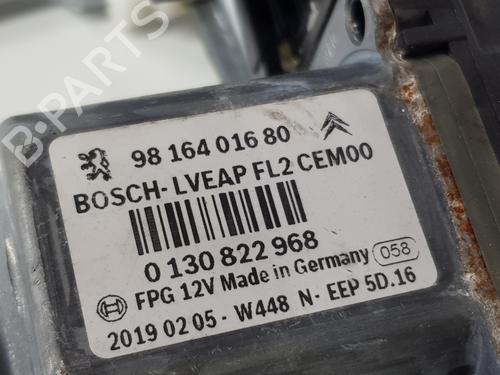 98 164 016 80
BOSCH- LVEAP FL2 CEM00
0 130 822 968
FPG 12V Made in Germany 058
2019 02 05 - W448 N- EEP 5D.16
B-PARTS